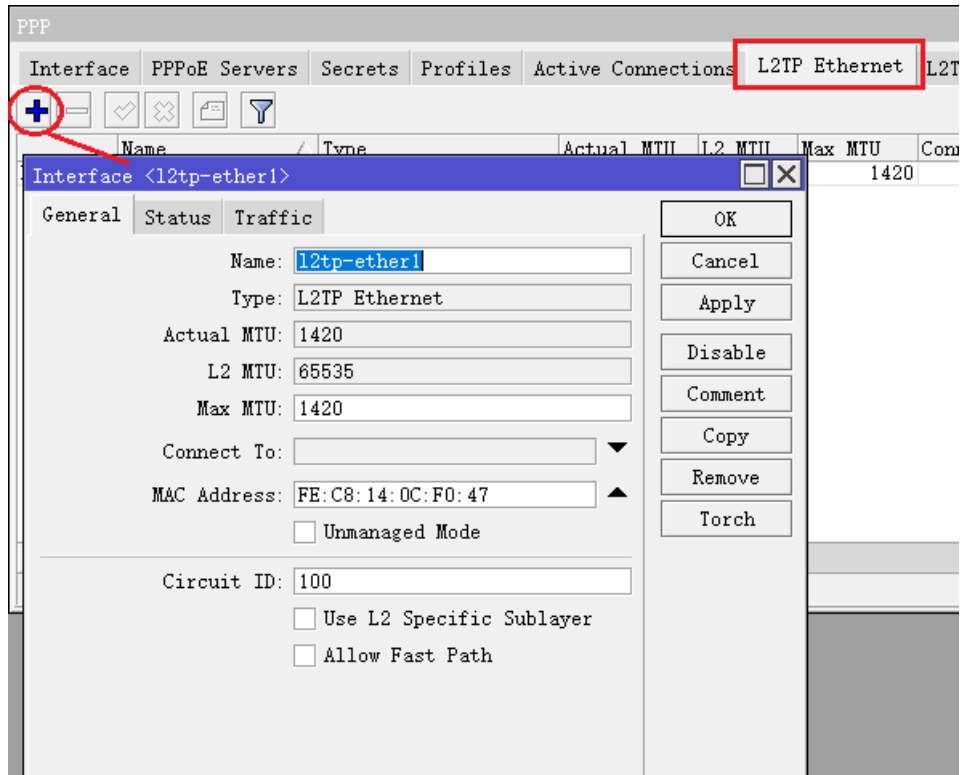 PPP
Interface PPPoE Servers Secrets Profiles Active Connections L2TP Ethernet L2T
Name Type Actual MTU L2 MTU Max MTU Conn
1420
Interface <l2tp-ether1>
General Status Traffic
OK
Cancel
Apply
Disable
Comment
Copy
Remove
Torch
Name: l2tp-ether1
Type: L2TP Ethernet
Actual MTU: 1420
L2 MTU: 65535
Max MTU: 1420
Connect To:
MAC Address: FE:C8:14:0C:F0:47
Unmanaged Mode
Circuit ID: 100
Use L2 Specific Sublayer
Allow Fast Path